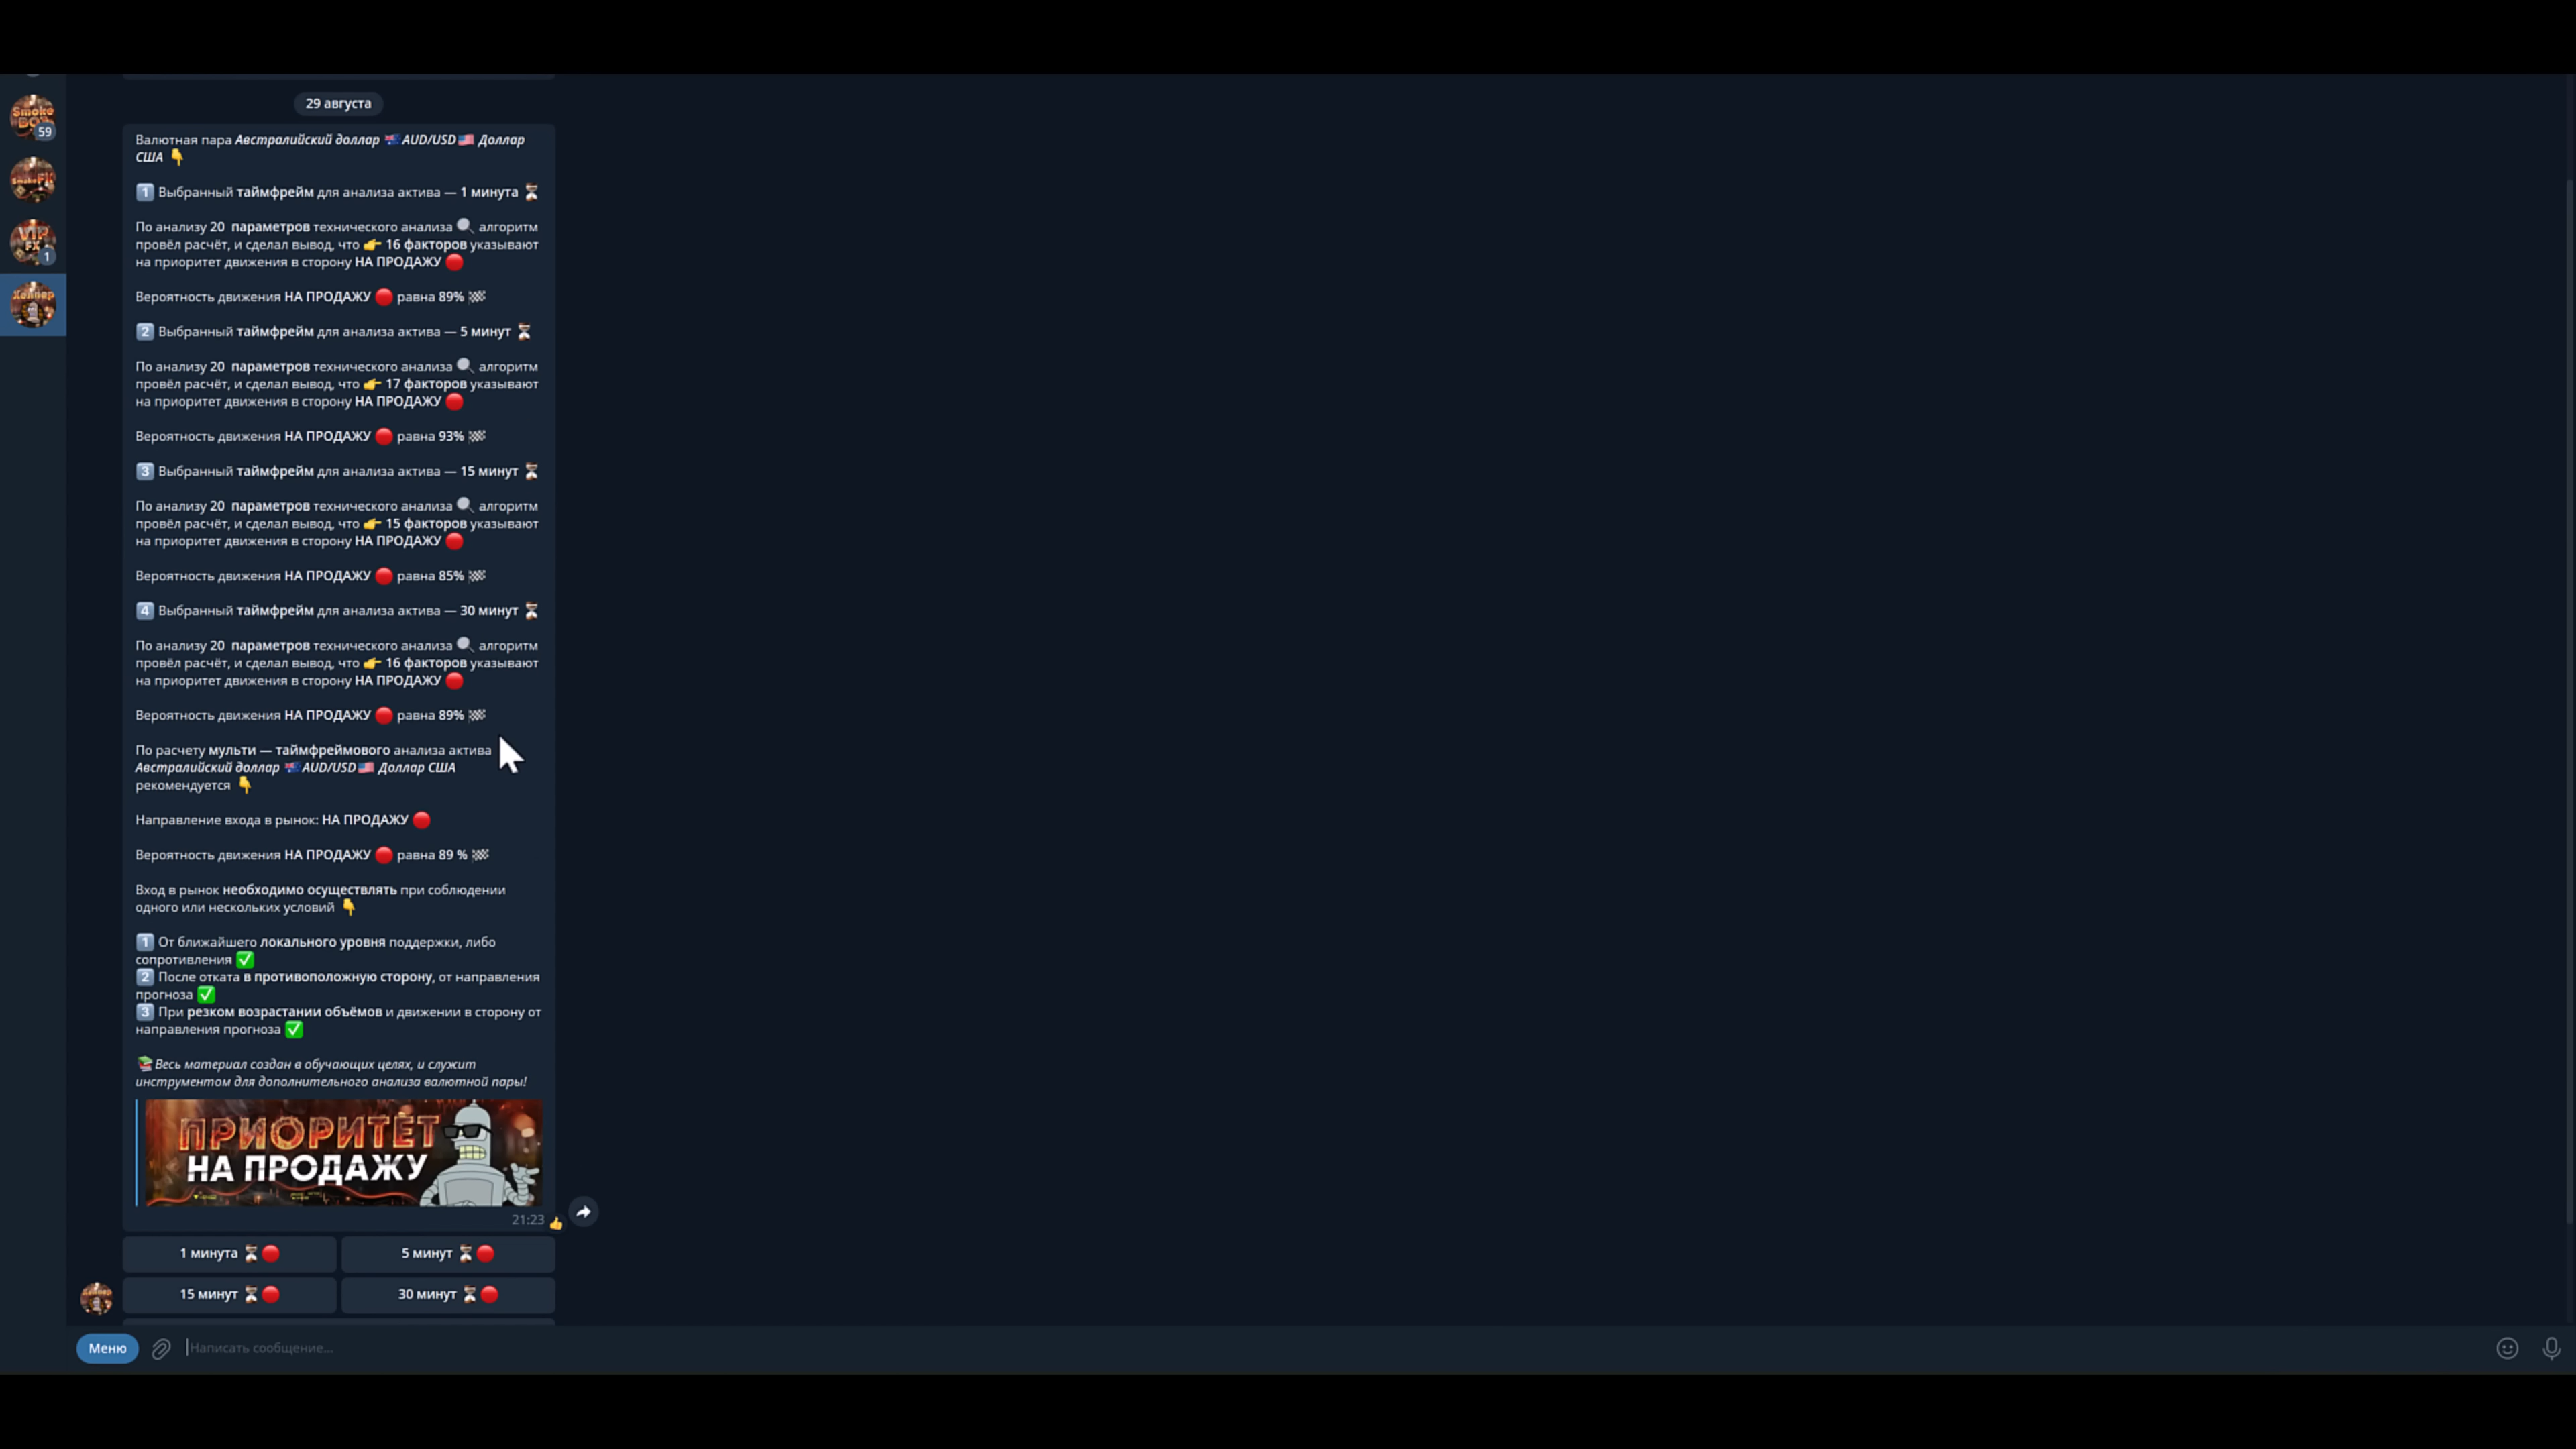 Smoke
59
SmokeFX
VIP
FX
1
Хелпер
29 августа
Валютная пара Австралийский доллар 🇦🇺AUD/USD🇺🇸 Доллар
США 👇
1️⃣ Выбранный таймфрейм для анализа актива — 1 минута ⏳
По анализу 20 параметров технического анализа 🔍 алгоритм
провёл расчёт, и сделал вывод, что 👉 16 факторов указывают
на приоритет движения в сторону НА ПРОДАЖУ 🔴
Вероятность движения НА ПРОДАЖУ 🔴 равна 89% 🏁
2️⃣ Выбранный таймфрейм для анализа актива — 5 минут ⏳
По анализу 20 параметров технического анализа 🔍 алгоритм
провёл расчёт, и сделал вывод, что 👉 17 факторов указывают
на приоритет движения в сторону НА ПРОДАЖУ 🔴
Вероятность движения НА ПРОДАЖУ 🔴 равна 93% 🏁
3️⃣ Выбранный таймфрейм для анализа актива — 15 минут ⏳
По анализу 20 параметров технического анализа 🔍 алгоритм
провёл расчёт, и сделал вывод, что 👉 15 факторов указывают
на приоритет движения в сторону НА ПРОДАЖУ 🔴
Вероятность движения НА ПРОДАЖУ 🔴 равна 85% 🏁
4️⃣ Выбранный таймфрейм для анализа актива — 30 минут ⏳
По анализу 20 параметров технического анализа 🔍 алгоритм
провёл расчёт, и сделал вывод, что 👉 16 факторов указывают
на приоритет движения в сторону НА ПРОДАЖУ 🔴
Вероятность движения НА ПРОДАЖУ 🔴 равна 89% 🏁
По расчету мульти — таймфреймового анализа актива
Австралийский доллар 🇦🇺AUD/USD🇺🇸 Доллар США
рекомендуется 👇
Направление входа в рынок: НА ПРОДАЖУ 🔴
Вероятность движения НА ПРОДАЖУ 🔴 равна 89 % 🏁
Вход в рынок необходимо осуществлять при соблюдении
одного или нескольких условий 👇
1️⃣ От ближайшего локального уровня поддержки, либо
сопротивления ✅
2️⃣ После отката в противоположную сторону, от направления
прогноза ✅
3️⃣ При резком возрастании объёмов и движении в сторону от
направления прогноза ✅
📚Весь материал создан в обучающих целях, и служит
инструментом для дополнительного анализа валютной пары!
ПРИОРИТЕТ
НА ПРОДАЖУ
21:23
1 минута ⏳🔴
5 минут ⏳🔴
15 минут ⏳🔴
30 минут ⏳🔴
Меню
Написать сообщение...